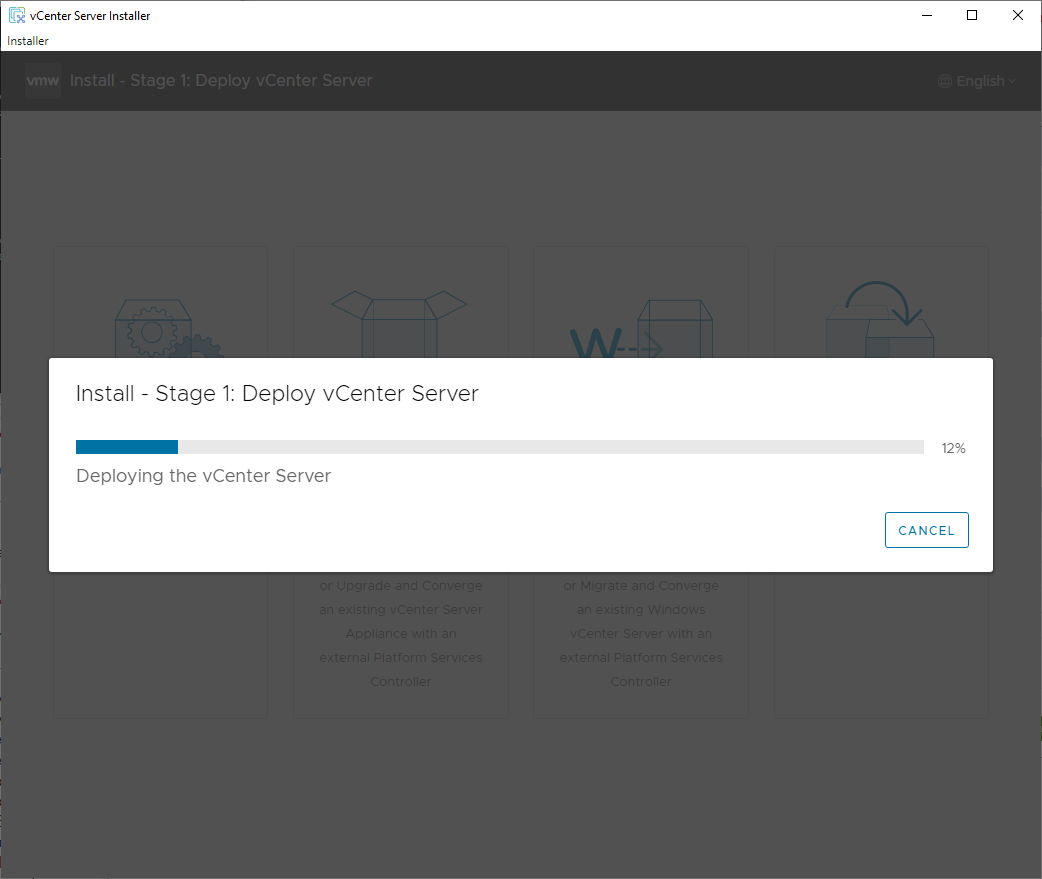 vCenter Server Installer
Installer
vmw Install - Stage 1: Deploy vCenter Server English
W
Install - Stage 1: Deploy vCenter Server
12%
Deploying the vCenter Server
CANCEL
or Upgrade and Converge
an existing vCenter Server
Appliance with an
external Platform Services
Controller
or Migrate and Converge
an existing Windows
vCenter Server with an
external Platform Services
Controller